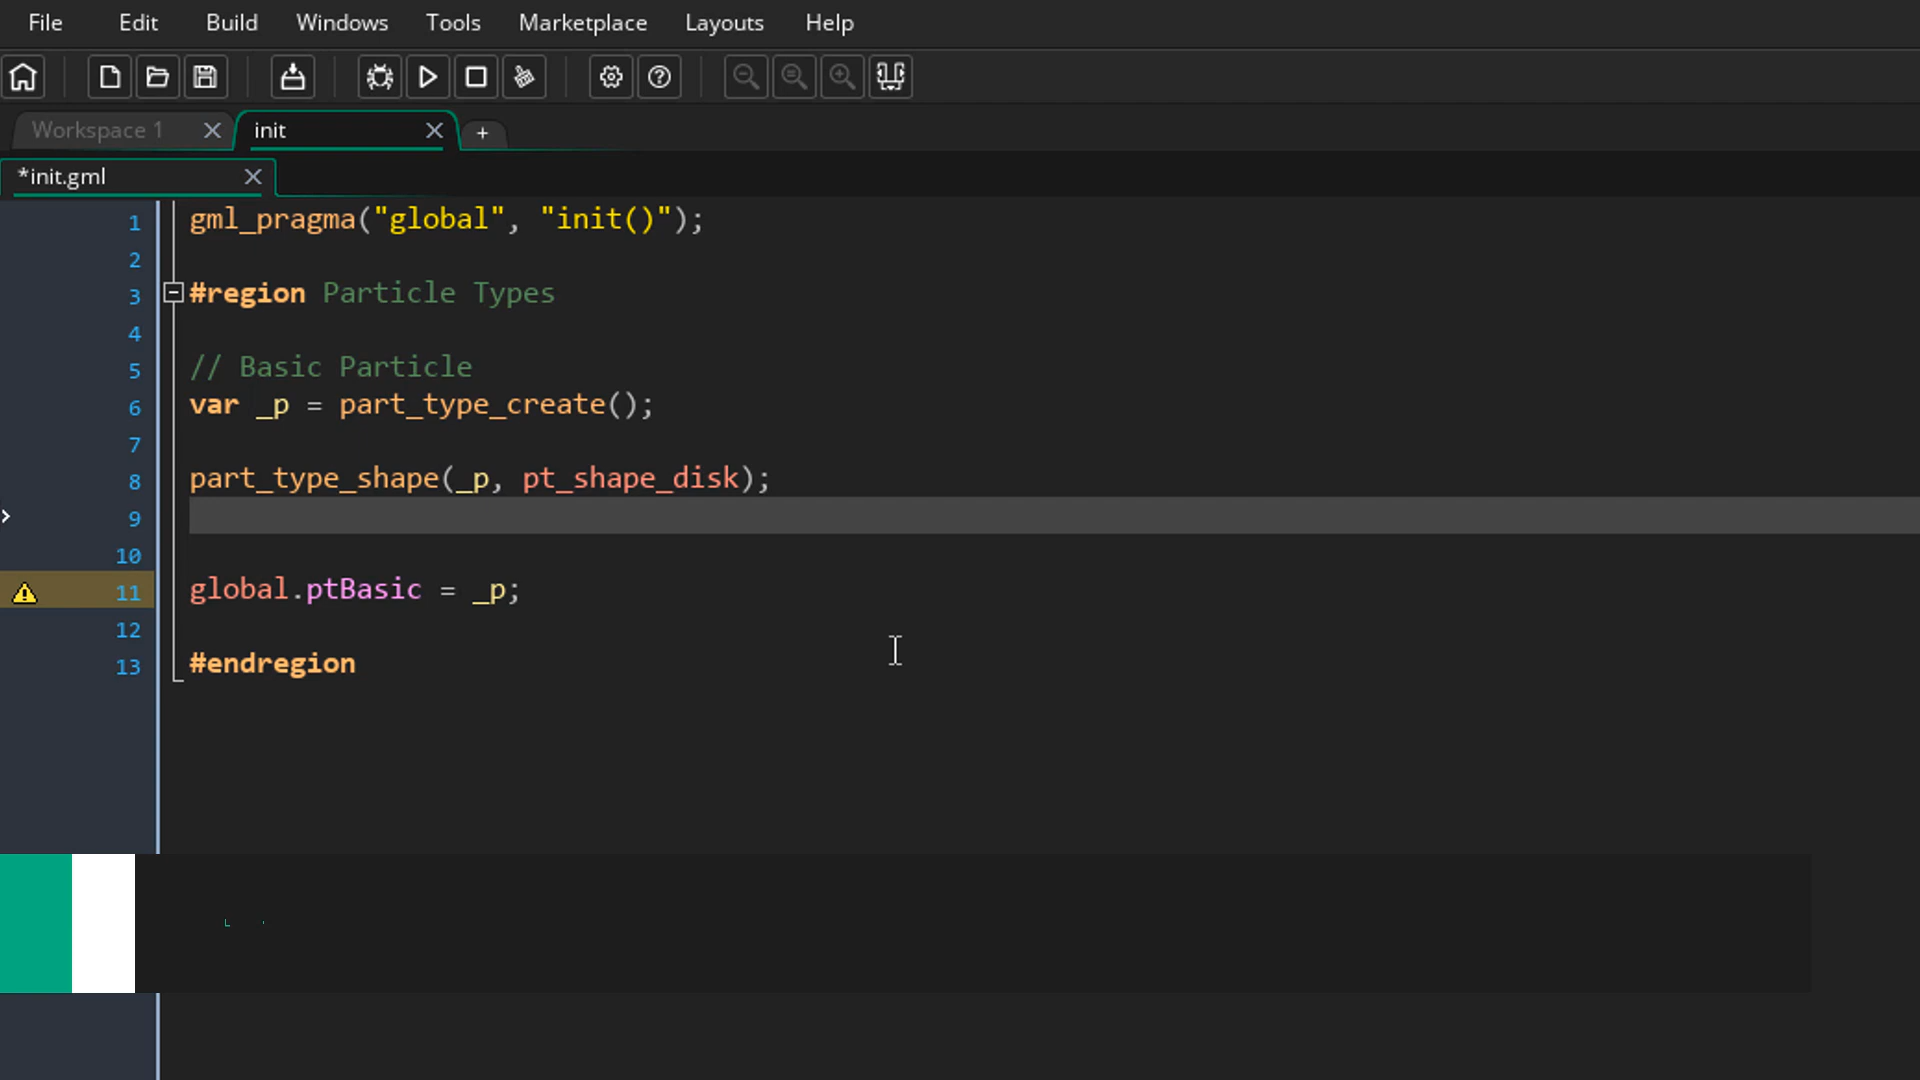 File Edit Build Windows Tools Marketplace Layouts Help
Workspace 1 init +
*init.gml
1 gml_pragma("global", "init()");
2
3 #region Particle Types
4
5 // Basic Particle
6 var _p = part_type_create();
7
8 part_type_shape(_p, pt_shape_disk);
9
10
11 global.ptBasic = _p;
12
13 #endregion